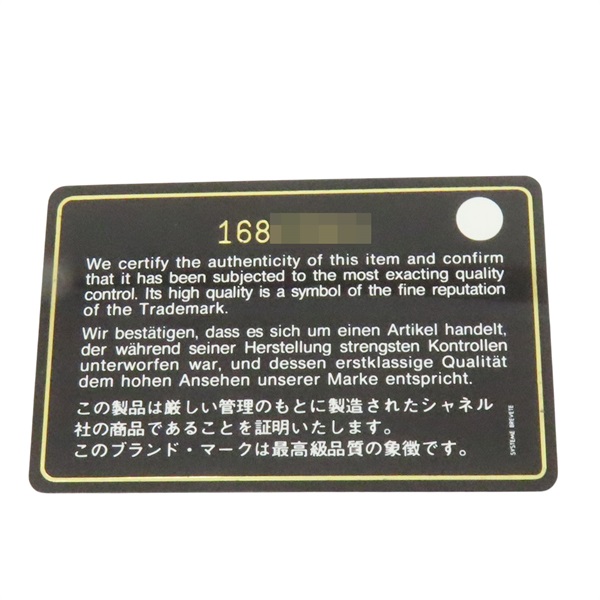 168
We certify the authenticity of this item and confirm
that it has been subjected to the most exacting quality
control. Its high quality is a symbol of the fine reputation
of the Trademark.
Wir bestätigen, dass es sich um einen Artikel handelt,
der während seiner Herstellung strengsten Kontrollen
unterworfen war, und dessen erstklassige Qualität
dem hohen Ansehen unserer Marke entspricht.
この製品は厳しい管理のもとに製造されたシャネル
社の商品であることを証明いたします。
このブランド・マークは最高級品質の象徴です。